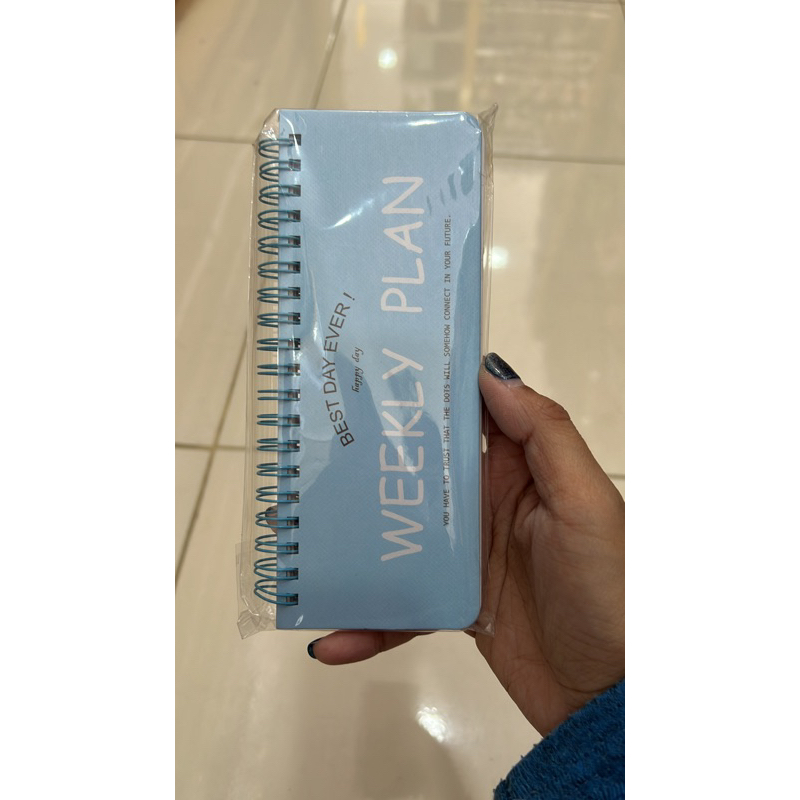 BEST DAY EVER !
happy day
WEEKLY PLAN
YOU HAVE TO TRUST THAT THE DOTS WILL SOMEHOW CONNECT IN YOUR FUTURE.